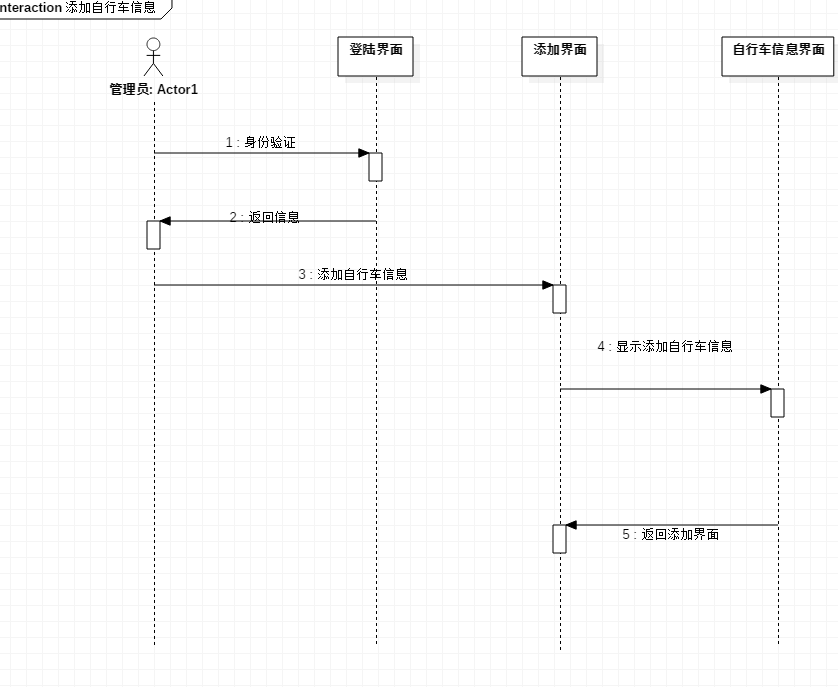 nteraction 添加自行车信息
登陆界面
添加界面
自行车信息界面
管理员: Actor1
1 : 身份验证
2 : 返回信息
3 : 添加自行车信息
4 : 显示添加自行车信息
5 : 返回添加界面